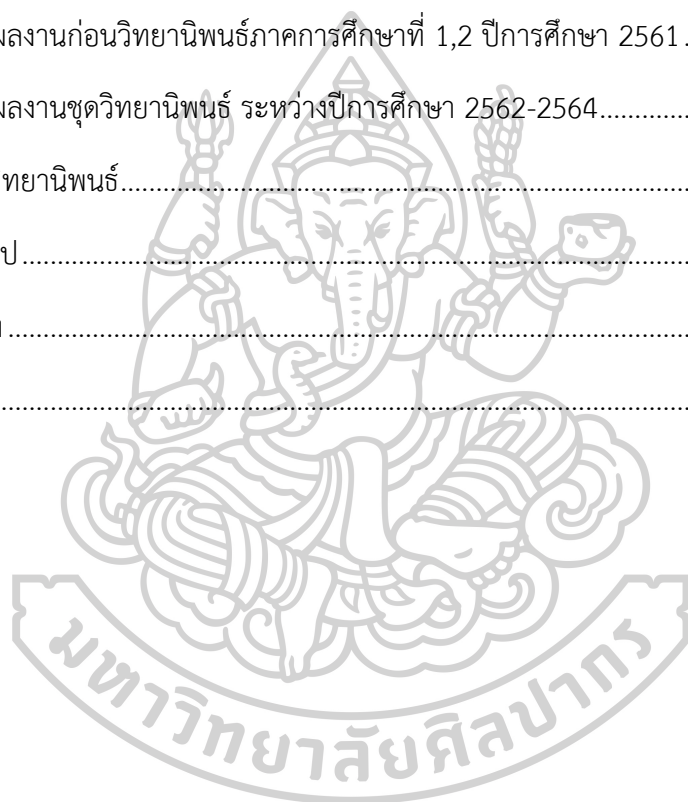 ผลงานก่อนวิทยานิพนธ์ภาคการศึกษาที่ 1,2 ปีการศึกษา 2561.
ผลงานชุดวิทยานิพนธ์ ระหว่างปีการศึกษา 2562-2564..............
ทยานิพนธ์..........................................................................................
ป..........................................................................................................
............................................................................................................
............................................................................................................
มหาวิทยาลัยศิลปากร